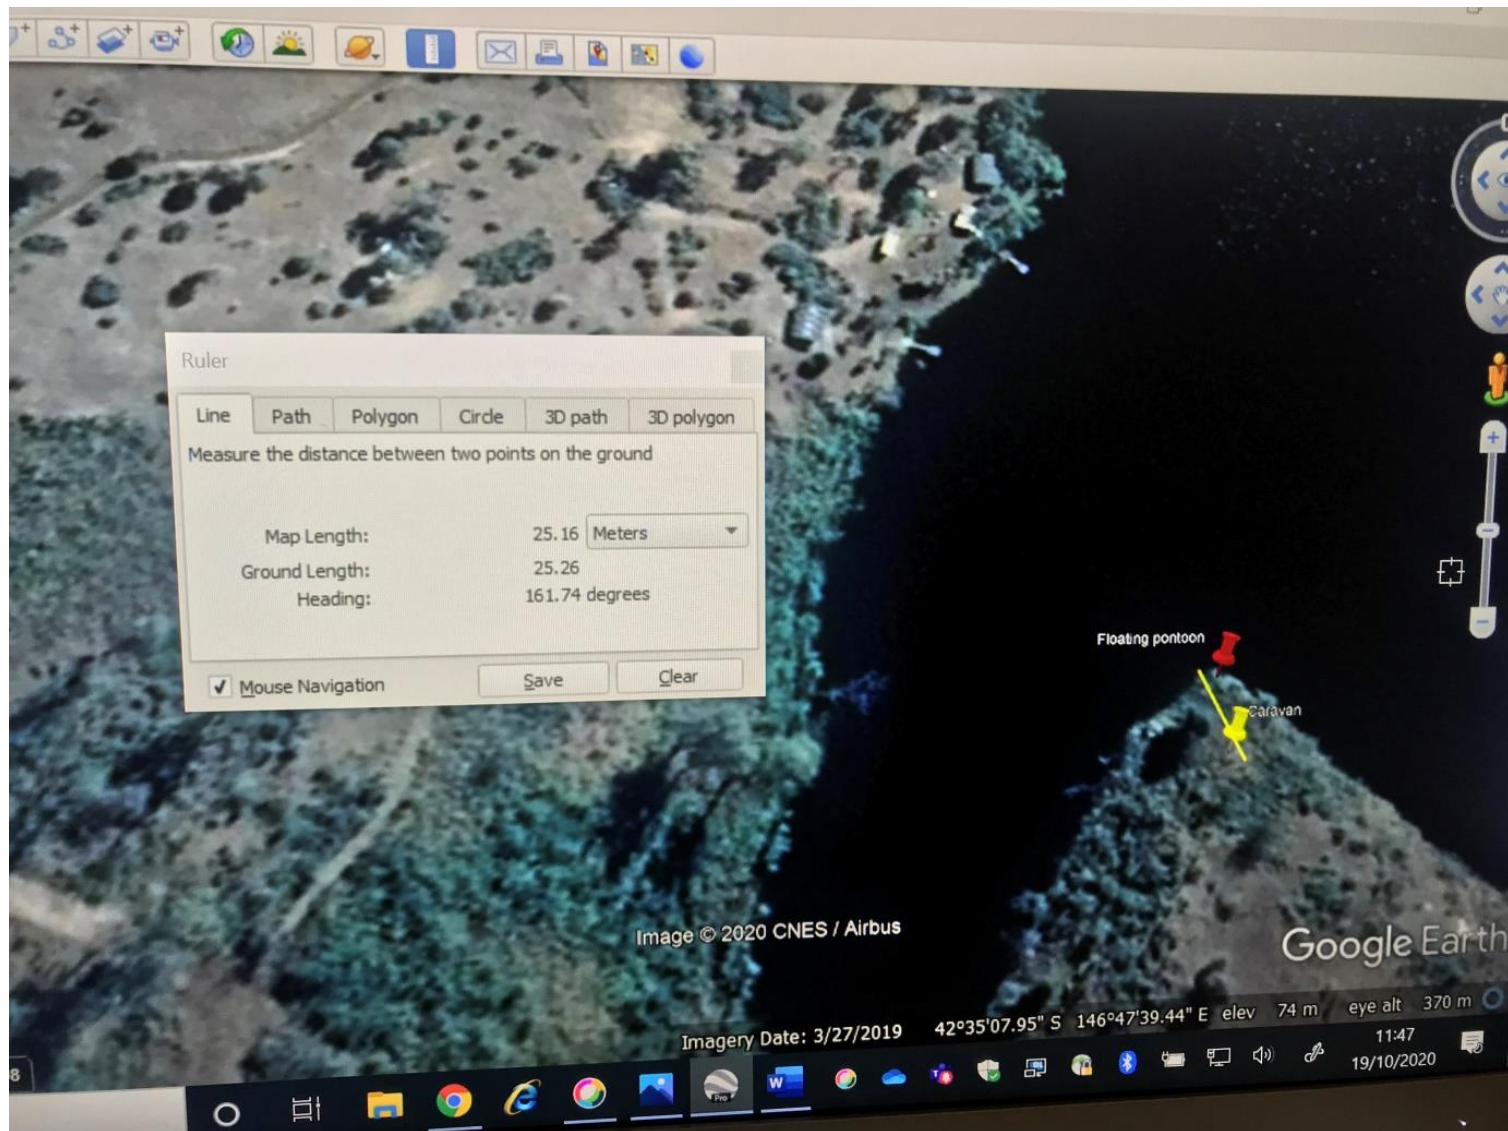 Ruler
Line Path Polygon Circle 3D path 3D polygon
Measure the distance between two points on the ground
Map Length: 25.16 Meters
Ground Length: 25.26
Heading: 161.74 degrees
Mouse Navigation Save Clear
Floating pontoon
Caravan
Image © 2020 CNES / Airbus
Google Earth
Imagery Date: 3/27/2019 42°35'07.95" S 146°47'39.44" E elev 74 m eye alt 370 m
11:47
19/10/2020
8
W
Pro